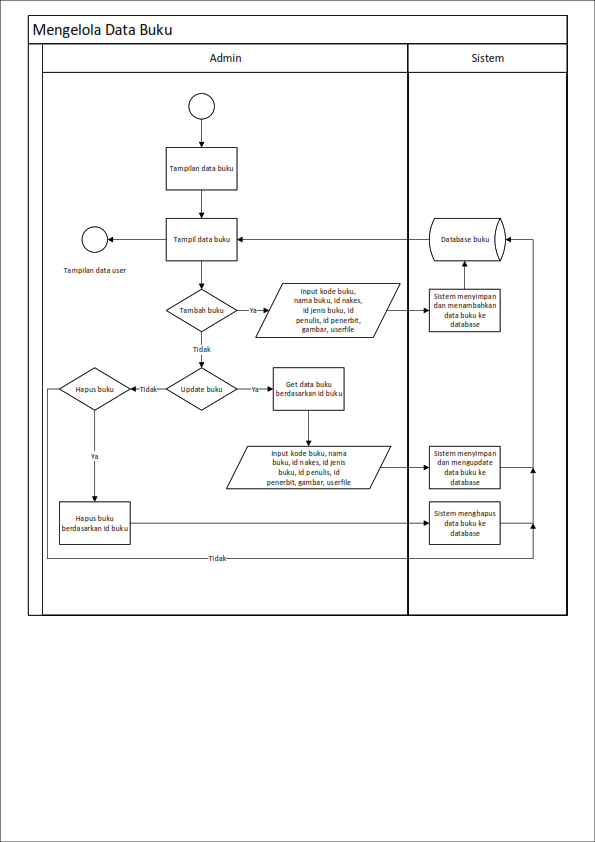 Mengelola Data Buku
Admin
Sistem
Tampilan data buku
Tampil data buku
Database buku
Tampilan data user
Tambah buku
Ya
Input kode buku,
nama buku, id nakes,
id jenis buku, id
penulis, id penerbit,
gambar, userfile
Sistem menyimpan
dan menambahkan
data buku ke
database
Tidak
Hapus buku
Tidak
Update buku
Ya
Get data buku
berdasarkan id buku
Ya
Input kode buku, nama
buku, id nakes, id jenis
buku, id penulis, id
penerbit, gambar, userfile
Sistem menyimpan
dan mengupdate
data buku ke
database
Hapus buku
berdasarkan id buku
Sistem menghapus
data buku ke
database
Tidak